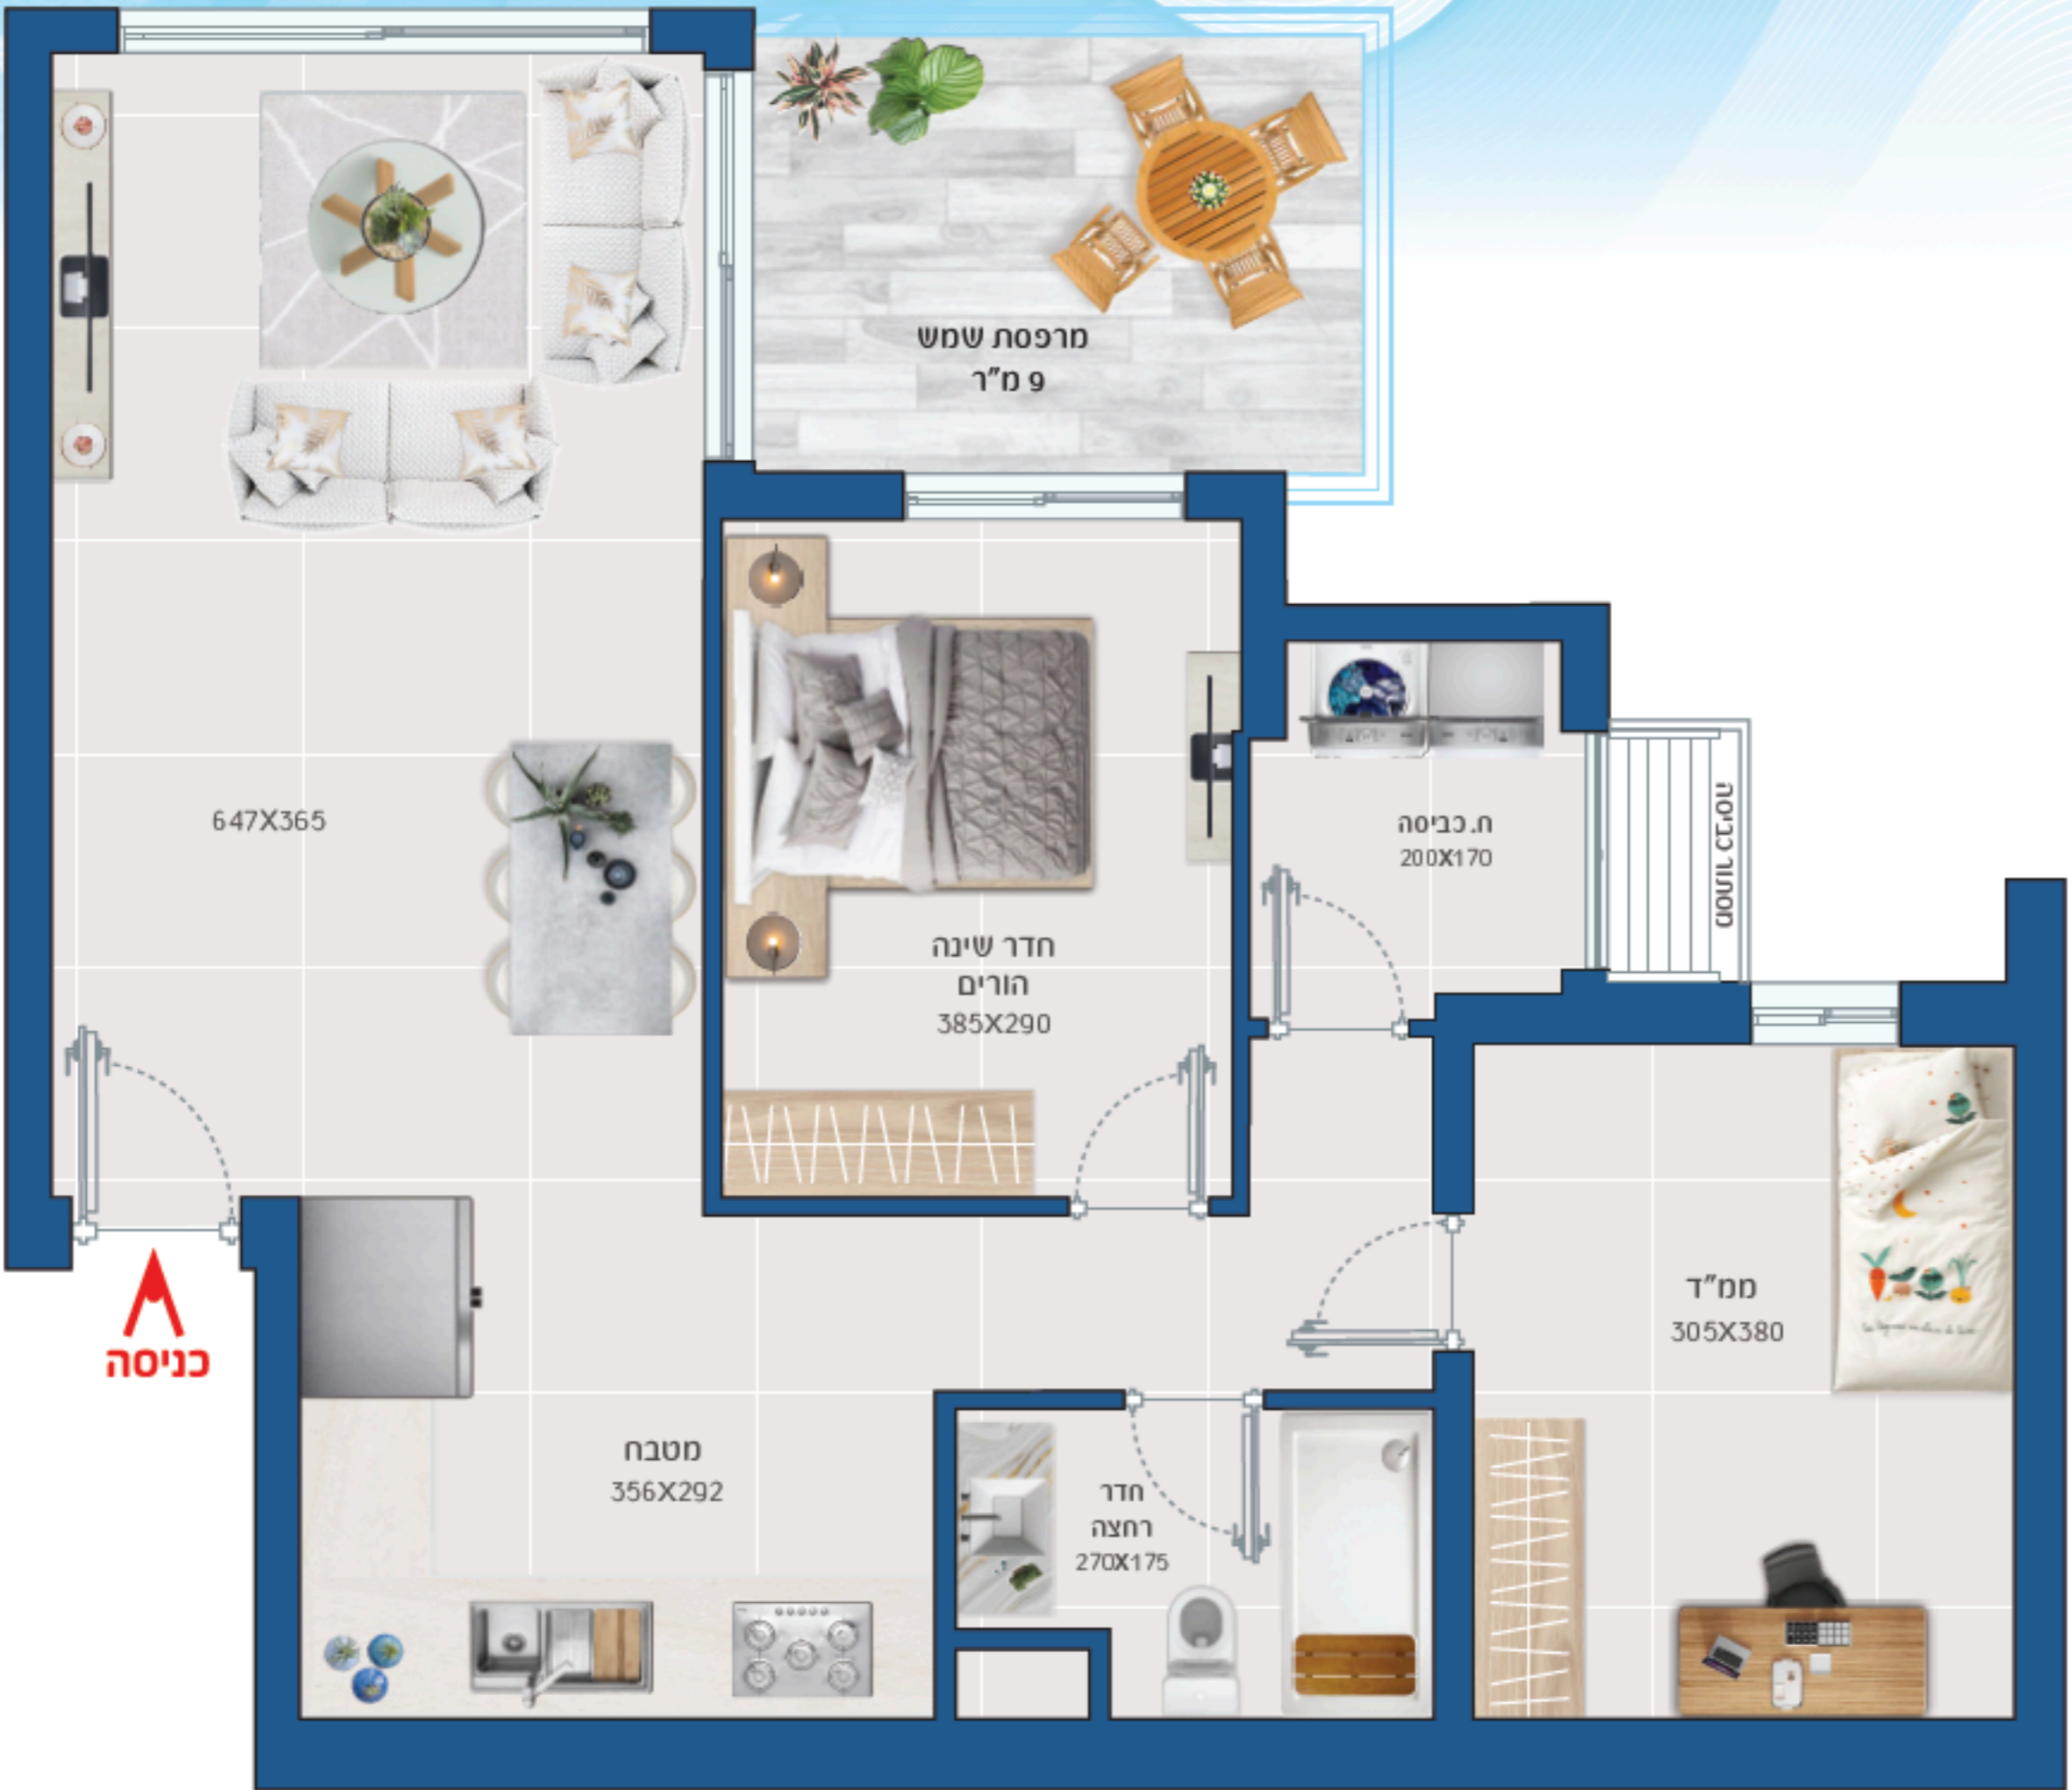 מרפסת שמש
9 מ"ר
647X365
ח. כביסה
200X170
מסתור כביסה
חדר שינה
הורים
385X290
כניסה
ממ"ד
305X380
מטבח
356X292
חדר
רחצה
270X175